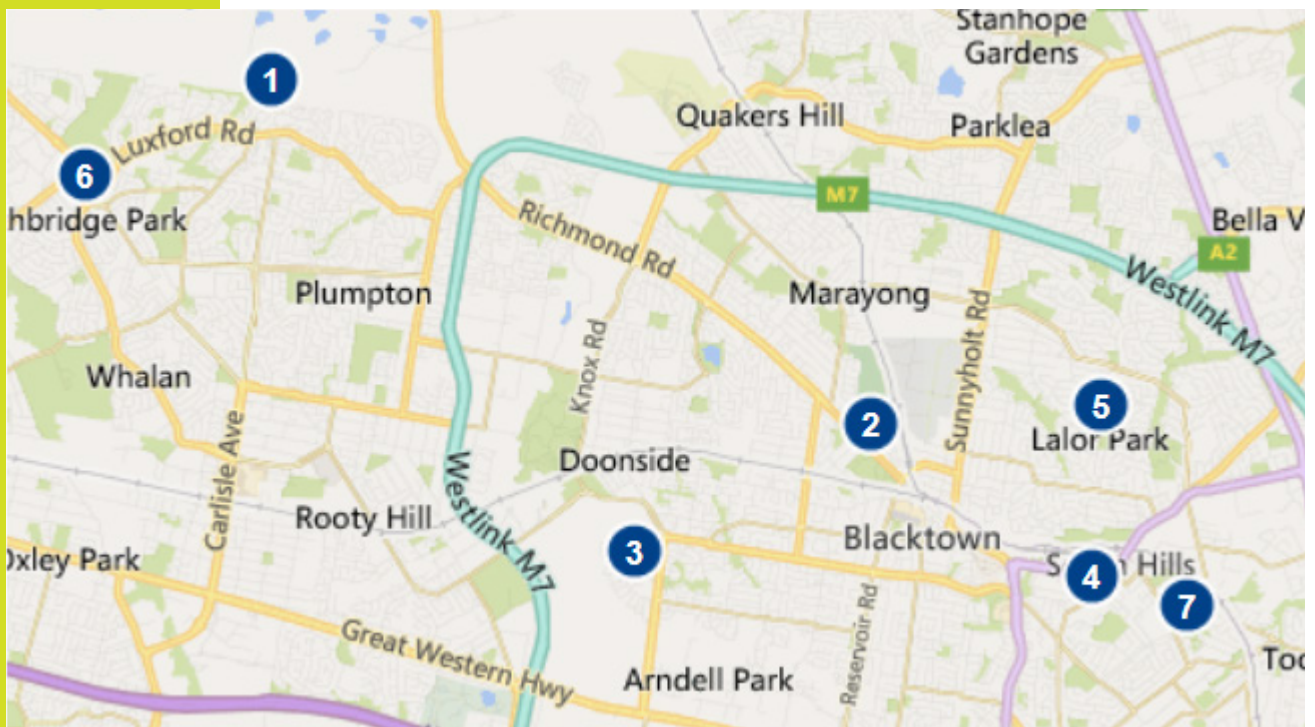 Stanhope
Gardens
1
Quakers Hill
Parklea
Luxford Rd
6
hbridge Park
M7
Richmond Rd
Bella V
A2
Plumpton
Marayong
Westlink M7
Knox Rd
Sunnyholt Rd
Whalan
5
Lalor Park
2
Carlisle Ave
Doonside
Westlink M7
Rooty Hill
Blacktown
3
Oxley Park
4
S
n Hills
7
Reservoir Rd
Great Western Hwy
Arndell Park
Too